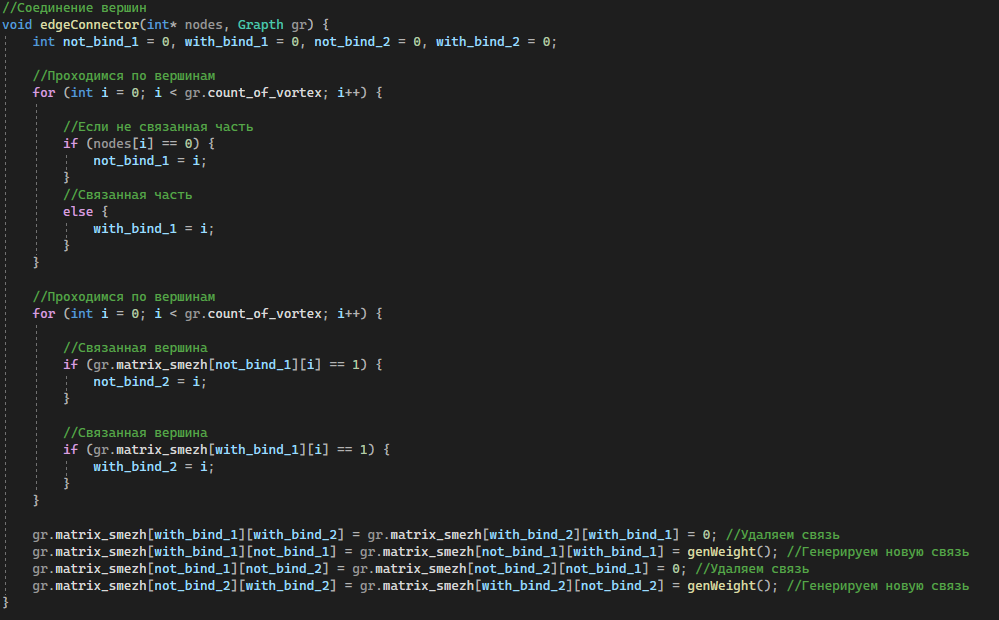 //Соединение вершин
void edgeConnector(int* nodes, Grapth gr) {
    int not_bind_1 = 0, with_bind_1 = 0, not_bind_2 = 0, with_bind_2 = 0;

    //Проходимся по вершинам
    for (int i = 0; i < gr.count_of_vortex; i++) {

        //Если не связанная часть
        if (nodes[i] == 0) {
            not_bind_1 = i;
        }
        //Связанная часть
        else {
            with_bind_1 = i;
        }
    }

    //Проходимся по вершинам
    for (int i = 0; i < gr.count_of_vortex; i++) {

        //Связанная вершина
        if (gr.matrix_smezh[not_bind_1][i] == 1) {
            not_bind_2 = i;
        }

        //Связанная вершина
        if (gr.matrix_smezh[with_bind_1][i] == 1) {
            with_bind_2 = i;
        }
    }

    gr.matrix_smezh[with_bind_1][with_bind_2] = gr.matrix_smezh[with_bind_2][with_bind_1] = 0; //Удаляем связь
    gr.matrix_smezh[with_bind_1][not_bind_1] = gr.matrix_smezh[not_bind_1][with_bind_1] = genWeight(); //Генерируем новую связь
    gr.matrix_smezh[not_bind_1][not_bind_2] = gr.matrix_smezh[not_bind_2][not_bind_1] = 0; //Удаляем связь
    gr.matrix_smezh[not_bind_2][with_bind_2] = gr.matrix_smezh[with_bind_2][not_bind_2] = genWeight(); //Генерируем новую связь
}